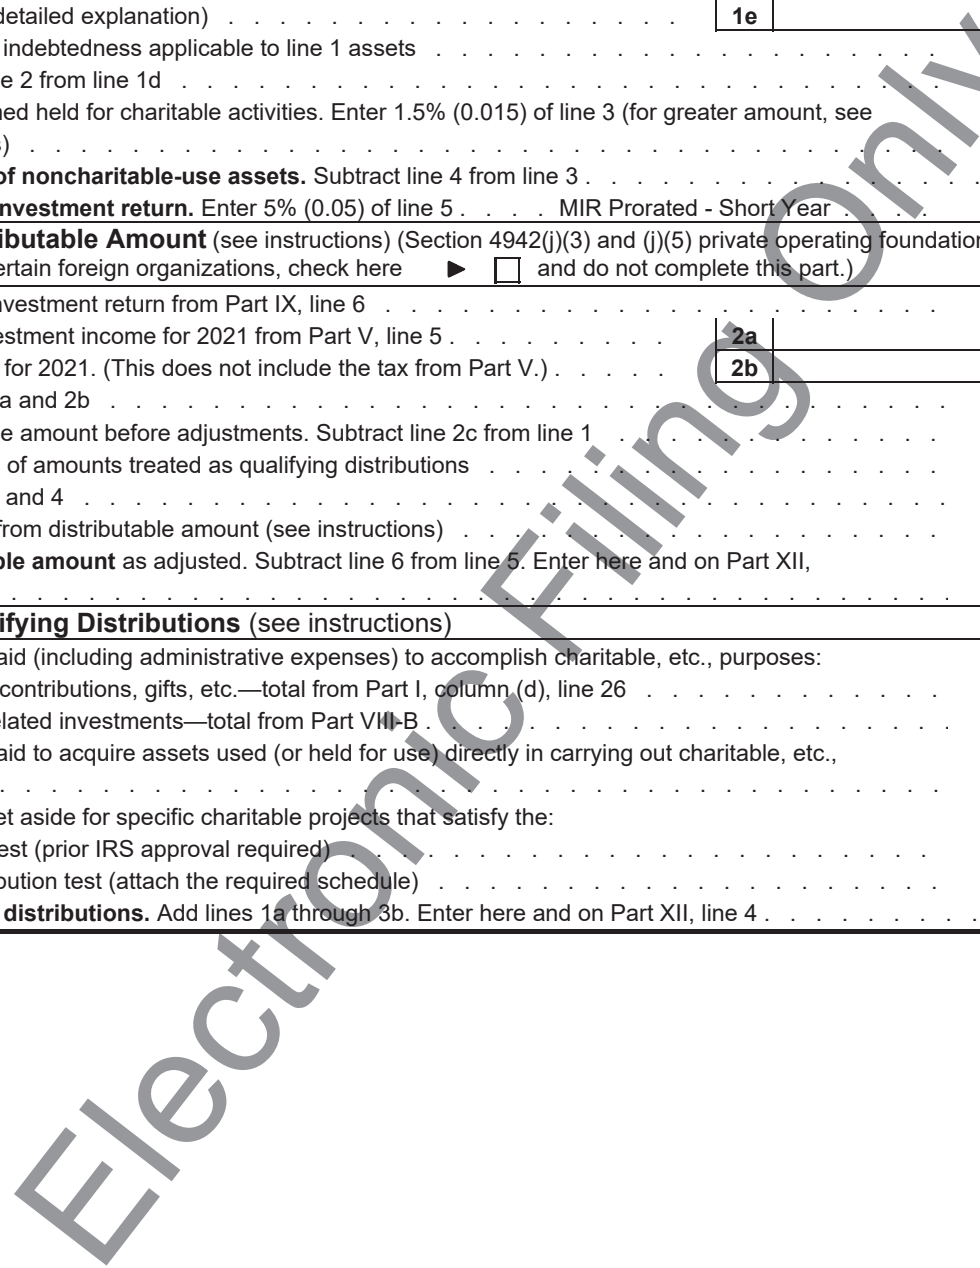 detailed explanation) . . . . . . . . . . . . . . . . . 1e
indebtedness applicable to line 1 assets . . . . . . . . . . . . . . . . . . .
e 2 from line 1d . . . . . . . . . . . . . . . . . . . . . . . . . . . . .
ned held for charitable activities. Enter 1.5% (0.015) of line 3 (for greater amount, see
s) . . . . . . . . . . . . . . . . . . . . . . . . . . . . . . . . . . .
of noncharitable-use assets. Subtract line 4 from line 3 . . . . . . . . . . . . . . .
nvestment return. Enter 5% (0.05) of line 5 . . . . MIR Prorated - Short Year . . . .
ibutable Amount (see instructions) (Section 4942(j)(3) and (j)(5) private operating foundation
ertain foreign organizations, check here ▶ ☐ and do not complete this part.)
nvestment return from Part IX, line 6 . . . . . . . . . . . . . . . . . . . . .
estment income for 2021 from Part V, line 5 . . . . . . . . . 2a
for 2021. (This does not include the tax from Part V.) . . . . . 2b
a and 2b . . . . . . . . . . . . . . . . . . . . . . . . . . . . . . . .
e amount before adjustments. Subtract line 2c from line 1 . . . . . . . . . . . .
of amounts treated as qualifying distributions . . . . . . . . . . . . . . . . .
and 4 . . . . . . . . . . . . . . . . . . . . . . . . . . . . . . . . .
from distributable amount (see instructions) . . . . . . . . . . . . . . . . . .
ble amount as adjusted. Subtract line 6 from line 5. Enter here and on Part XII,
. . . . . . . . . . . . . . . . . . . . . . . . . . . . . . . . . . . .
ifying Distributions (see instructions)
aid (including administrative expenses) to accomplish charitable, etc., purposes:
contributions, gifts, etc.—total from Part I, column (d), line 26 . . . . . . . . . . .
elated investments—total from Part VIII-B . . . . . . . . . . . . . . . . . . . .
aid to acquire assets used (or held for use) directly in carrying out charitable, etc.,
. . . . . . . . . . . . . . . . . . . . . . . . . . . . . . . . . . . .
et aside for specific charitable projects that satisfy the:
est (prior IRS approval required) . . . . . . . . . . . . . . . . . . . . . .
bution test (attach the required schedule) . . . . . . . . . . . . . . . . . . .
distributions. Add lines 1a through 3b. Enter here and on Part XII, line 4 . . . . . . . . .
Electronic Filing Only